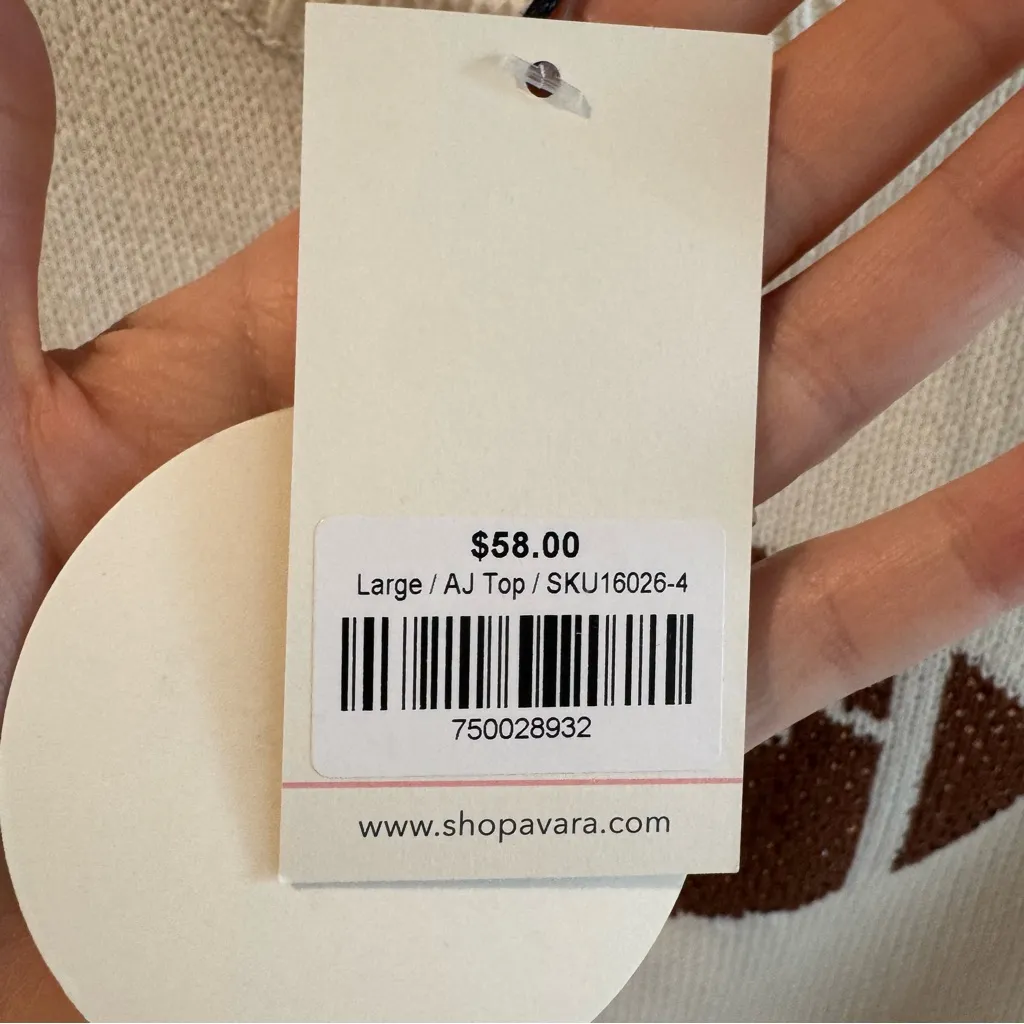 $58.00
Large / AJ Top / SKU16026-4
750028932
www.shopavara.com